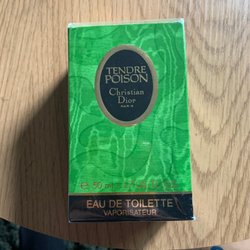 TENDRE
POISON
Christian
Dior
PARIS
50 ml
EAU DE TOILETTE
VAPORISATEUR